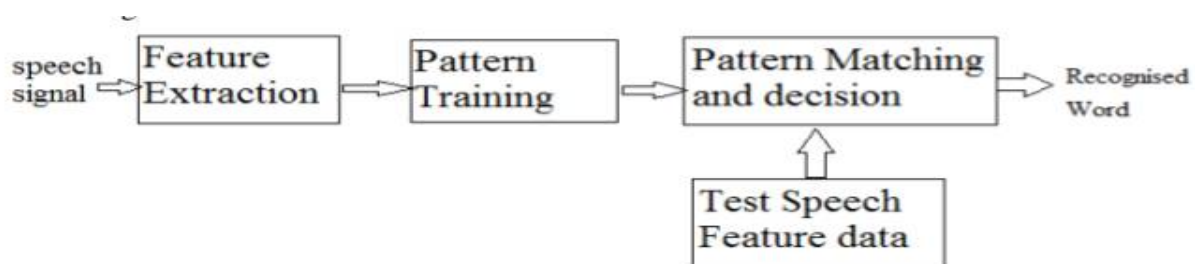 speech
signal
Feature
Extraction
Pattern
Training
Pattern Matching
and decision
Recognised
Word
Test Speech
Feature data